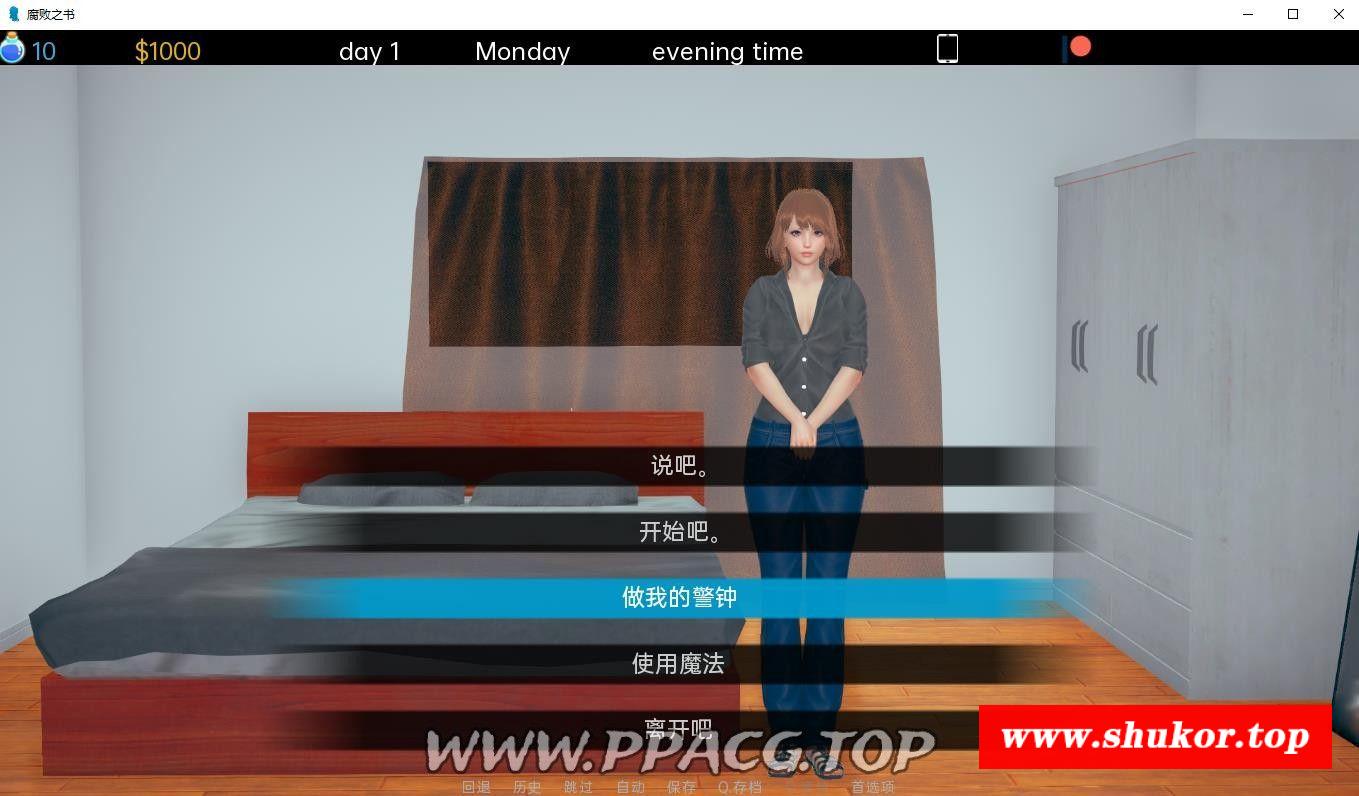 腐败之书
10 $1000 day 1 Monday evening time
说吧。
开始吧。
做我的警钟
使用魔法
离开吧
www.shukor.top
WWW.PPACG.TOP
回退 历史 跳过 自动 保存 Q.存档 首选项